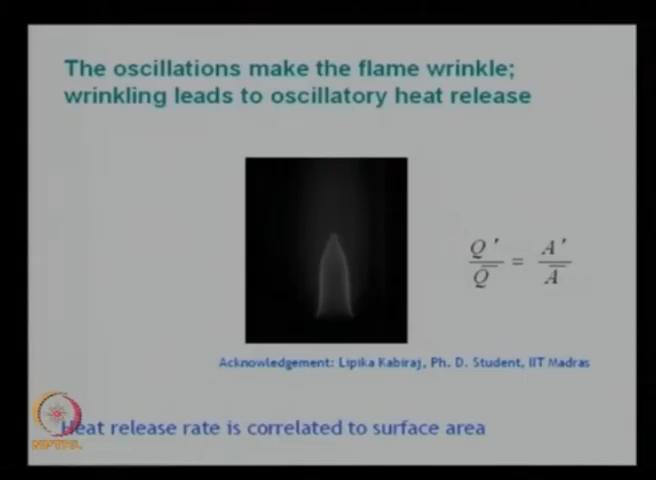 The oscillations make the flame wrinkle;
wrinkling leads to oscillatory heat release
Q′/Q̅ = A′/A̅
Acknowledgement: Lipika Kabiraj, Ph. D. Student, IIT Madras
Heat release rate is correlated to surface area
NPTEL